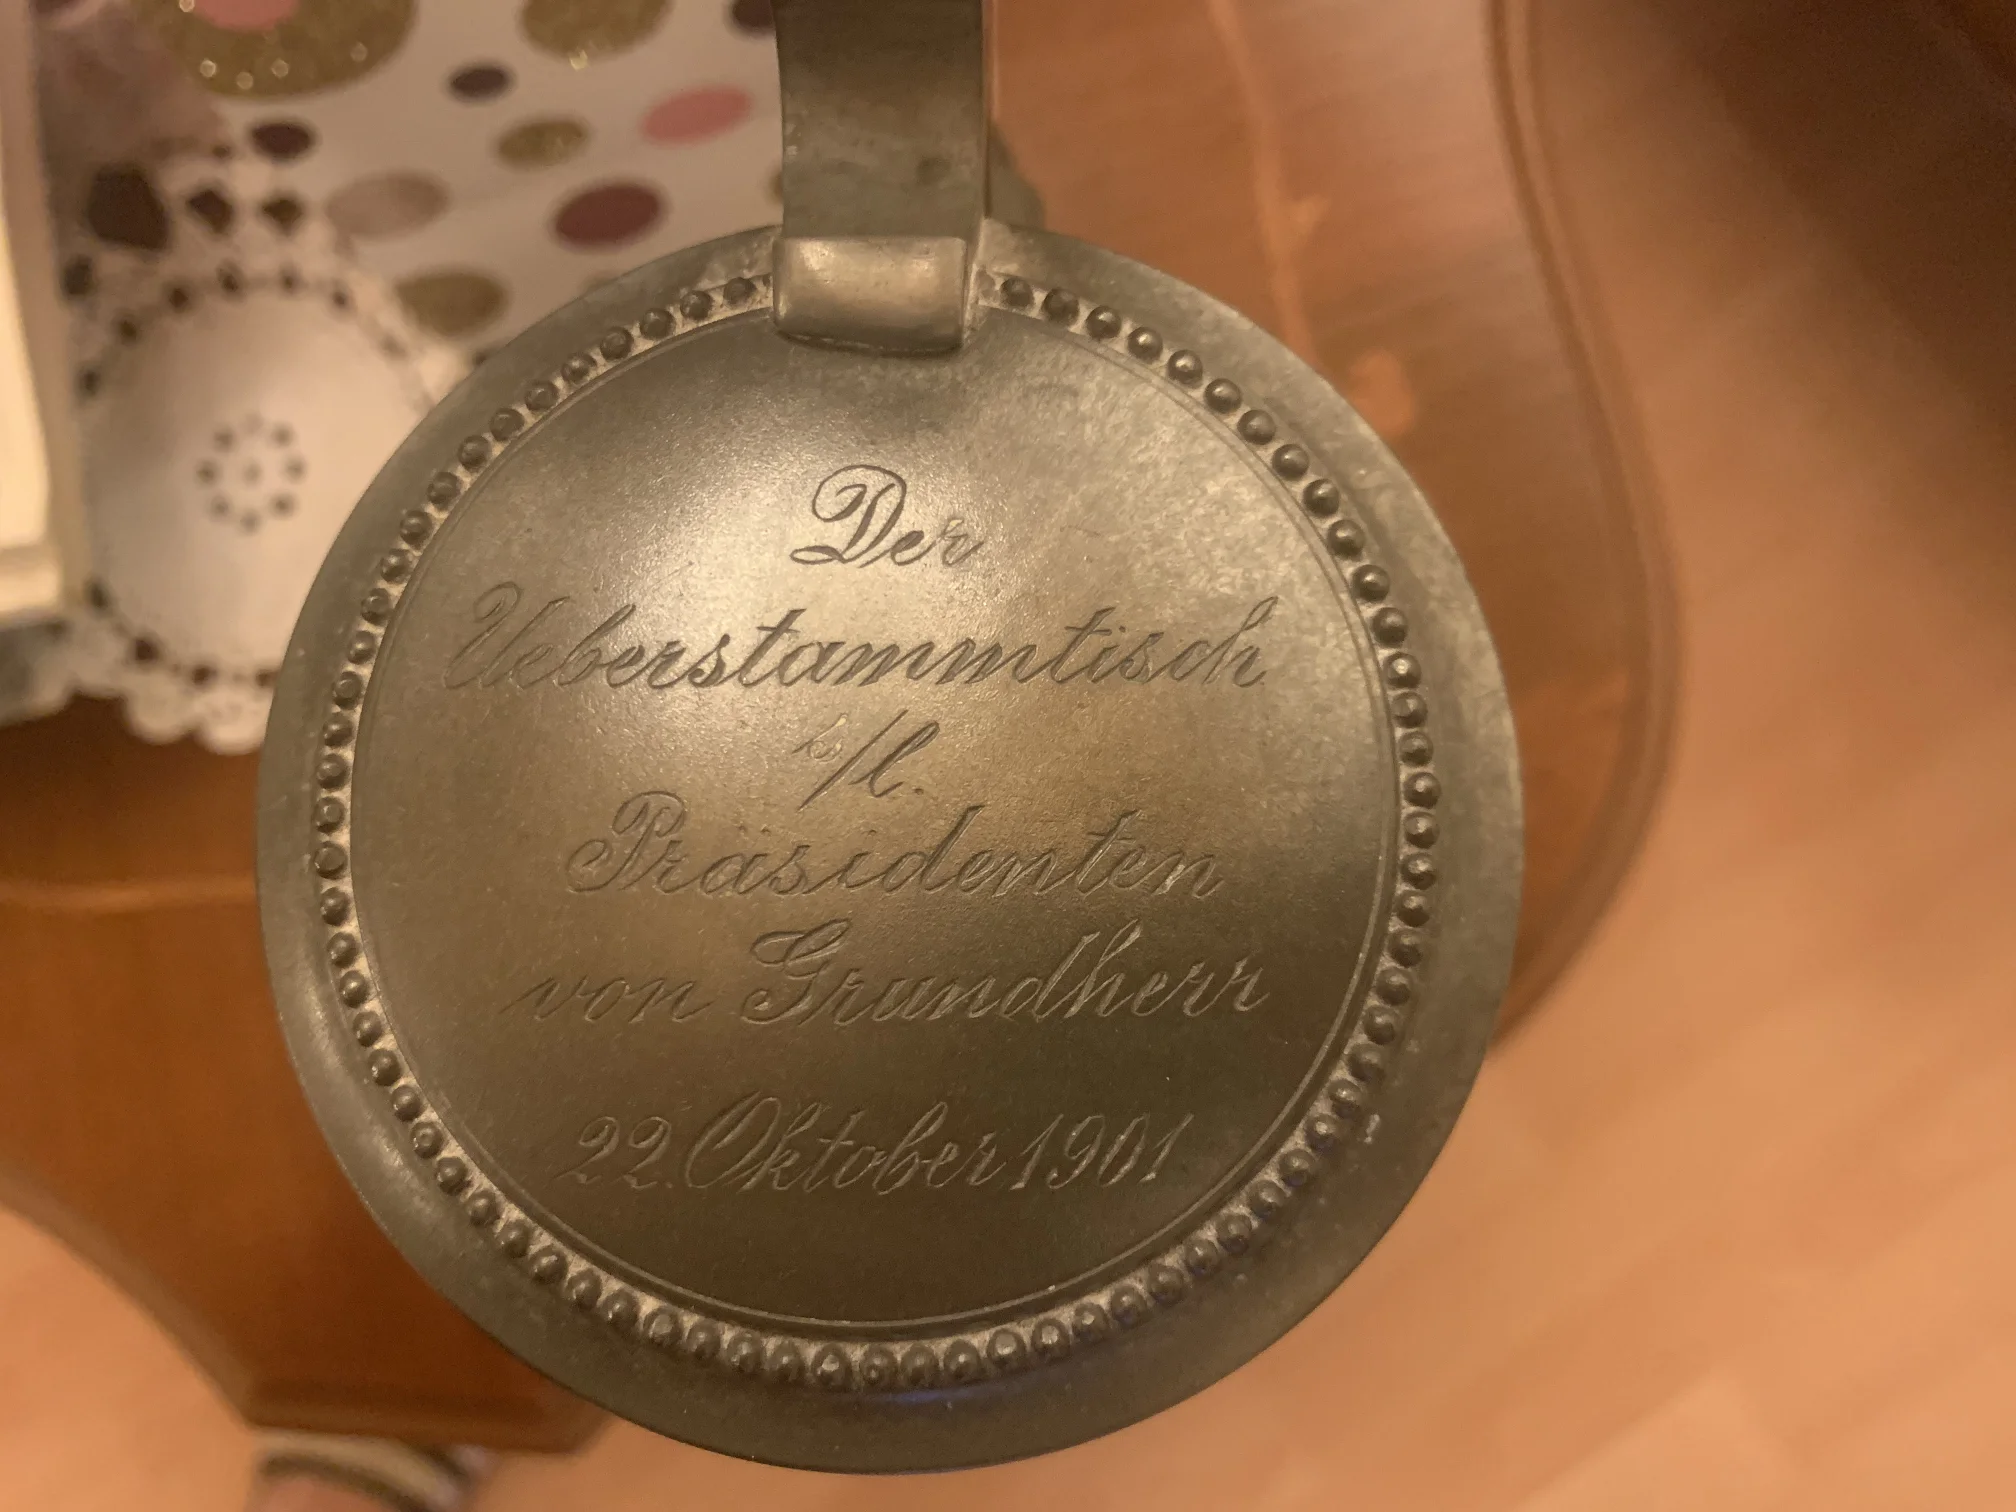 Der
Ueberstammtisch
s/l.
Präsidenten
von Grundherr
22. Oktober 1901